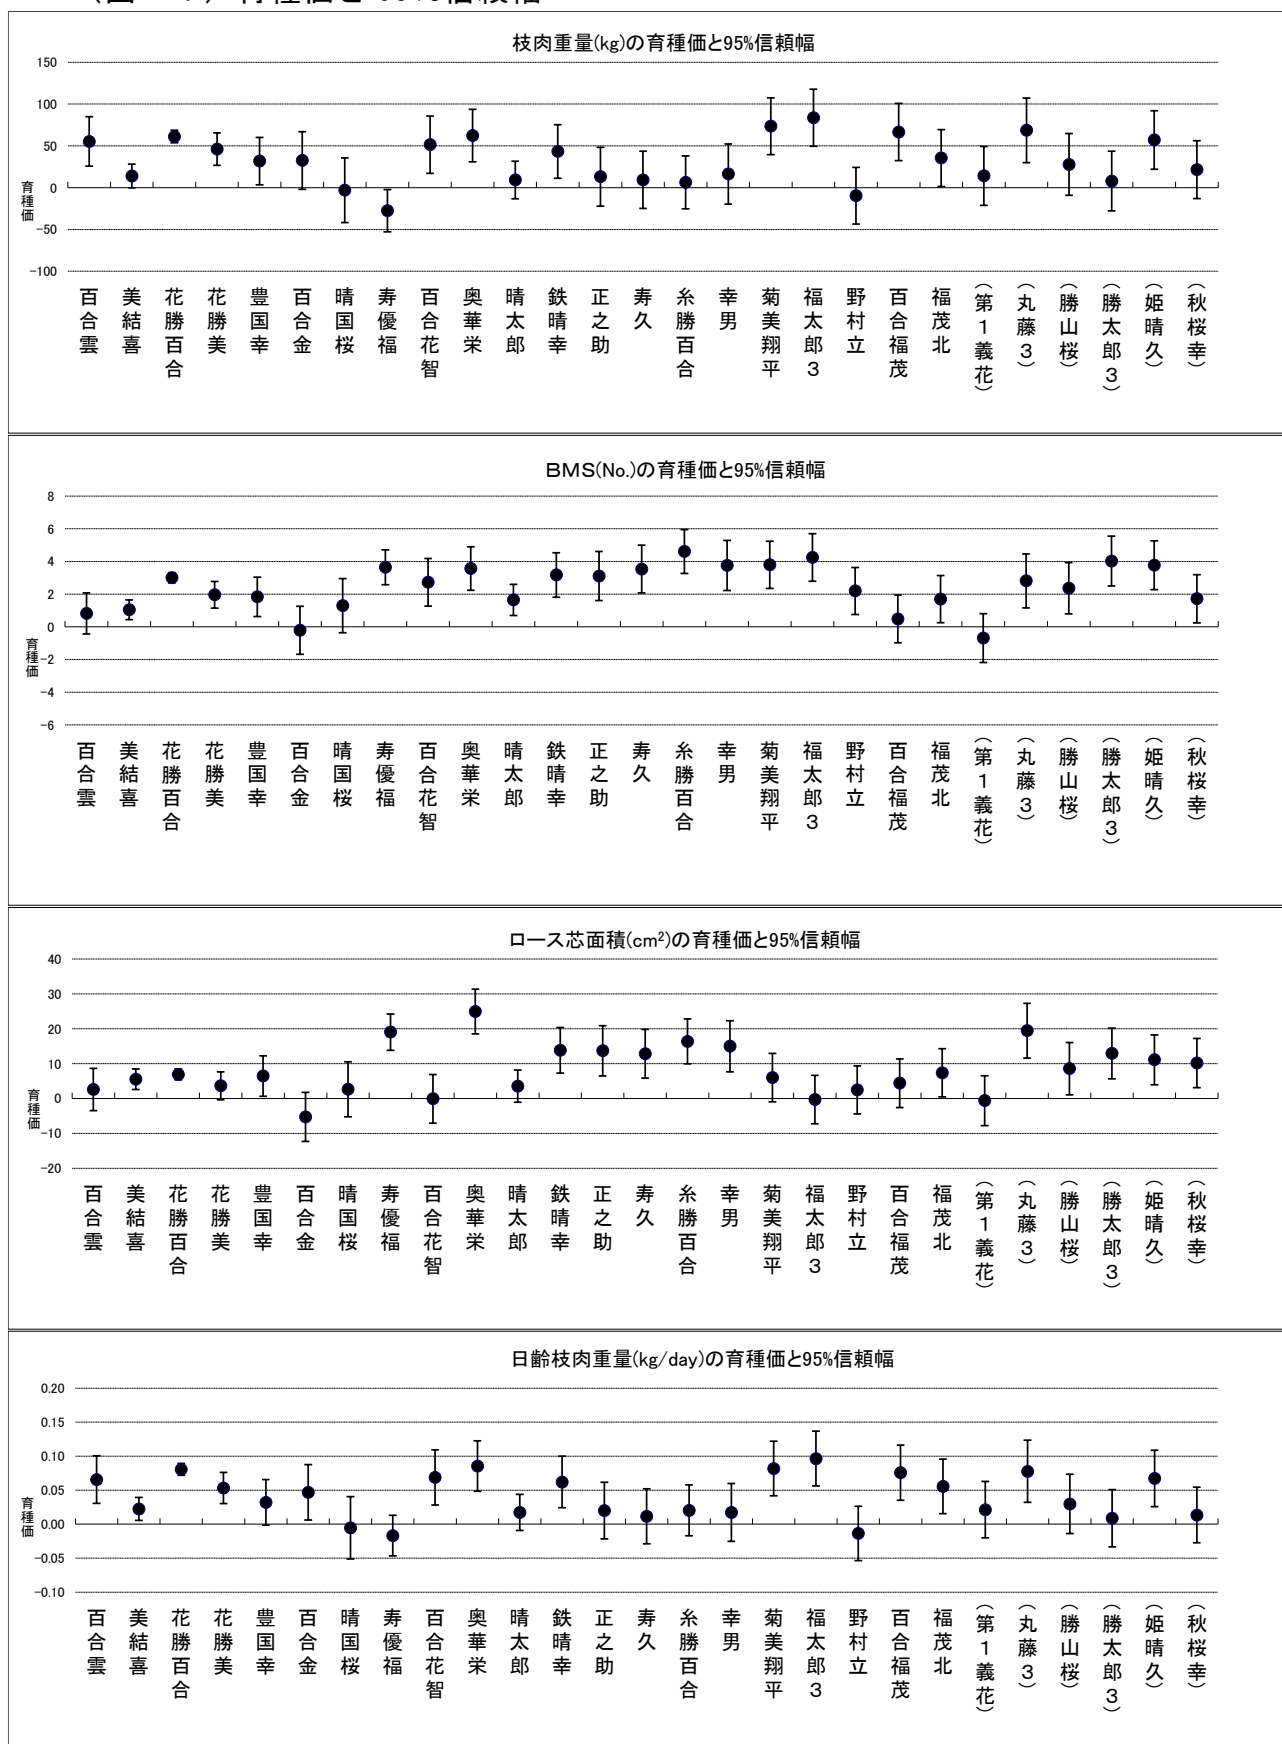 育種価と95%信頼幅
枝肉重量(kg)の育種価と95%信頼幅
150
100
50
0
-50
-100
育種価
百合雲 美結喜 花勝百合 花勝美 豊国幸 百合金 晴国桜 寿優福 百合花智 奥華栄 晴太郎 鉄晴幸 正之助 寿久 糸勝百合 幸男 菊美翔平 福太郎3 野村立 百合福茂 福茂北 (第1義花) (丸藤3) (勝山桜) (勝太郎3) (姫晴久) (秋桜幸)
BMS(No.)の育種価と95%信頼幅
8
6
4
2
0
-2
-4
-6
育種価
百合雲 美結喜 花勝百合 花勝美 豊国幸 百合金 晴国桜 寿優福 百合花智 奥華栄 晴太郎 鉄晴幸 正之助 寿久 糸勝百合 幸男 菊美翔平 福太郎3 野村立 百合福茂 福茂北 (第1義花) (丸藤3) (勝山桜) (勝太郎3) (姫晴久) (秋桜幸)
ロース芯面積(cm²)の育種価と95%信頼幅
40
30
20
10
0
-10
-20
育種価
百合雲 美結喜 花勝百合 花勝美 豊国幸 百合金 晴国桜 寿優福 百合花智 奥華栄 晴太郎 鉄晴幸 正之助 寿久 糸勝百合 幸男 菊美翔平 福太郎3 野村立 百合福茂 福茂北 (第1義花) (丸藤3) (勝山桜) (勝太郎3) (姫晴久) (秋桜幸)
日齢枝肉重量(kg/day)の育種価と95%信頼幅
0.20
0.15
0.10
0.05
0.00
-0.05
-0.10
育種価
百合雲 美結喜 花勝百合 花勝美 豊国幸 百合金 晴国桜 寿優福 百合花智 奥華栄 晴太郎 鉄晴幸 正之助 寿久 糸勝百合 幸男 菊美翔平 福太郎3 野村立 百合福茂 福茂北 (第1義花) (丸藤3) (勝山桜) (勝太郎3) (姫晴久) (秋桜幸)